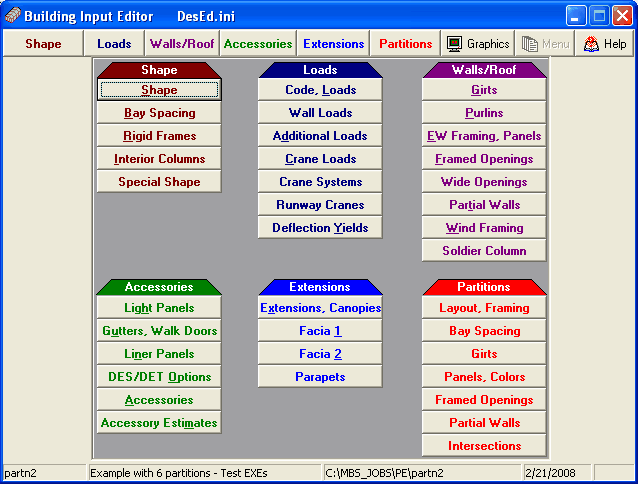 Building Input Editor DesEd.ini
Shape Loads Walls/Roof Accessories Extensions Partitions Graphics Menu Help
Shape
Shape
Bay Spacing
Rigid Frames
Interior Columns
Special Shape
Loads
Code, Loads
Wall Loads
Additional Loads
Crane Loads
Crane Systems
Runway Cranes
Deflection Yields
Walls/Roof
Girts
Purlins
EW Framing, Panels
Framed Openings
Wide Openings
Partial Walls
Wind Framing
Soldier Column
Accessories
Light Panels
Gutters, Walk Doors
Liner Panels
DES/DET Options
Accessories
Accessory Estimates
Extensions
Extensions, Canopies
Facia 1
Facia 2
Parapets
Partitions
Layout, Framing
Bay Spacing
Girts
Panels, Colors
Framed Openings
Partial Walls
Intersections
partn2 Example with 6 partitions - Test EXEs C:\MBS_JOBS\PE\partn2 2/21/2008